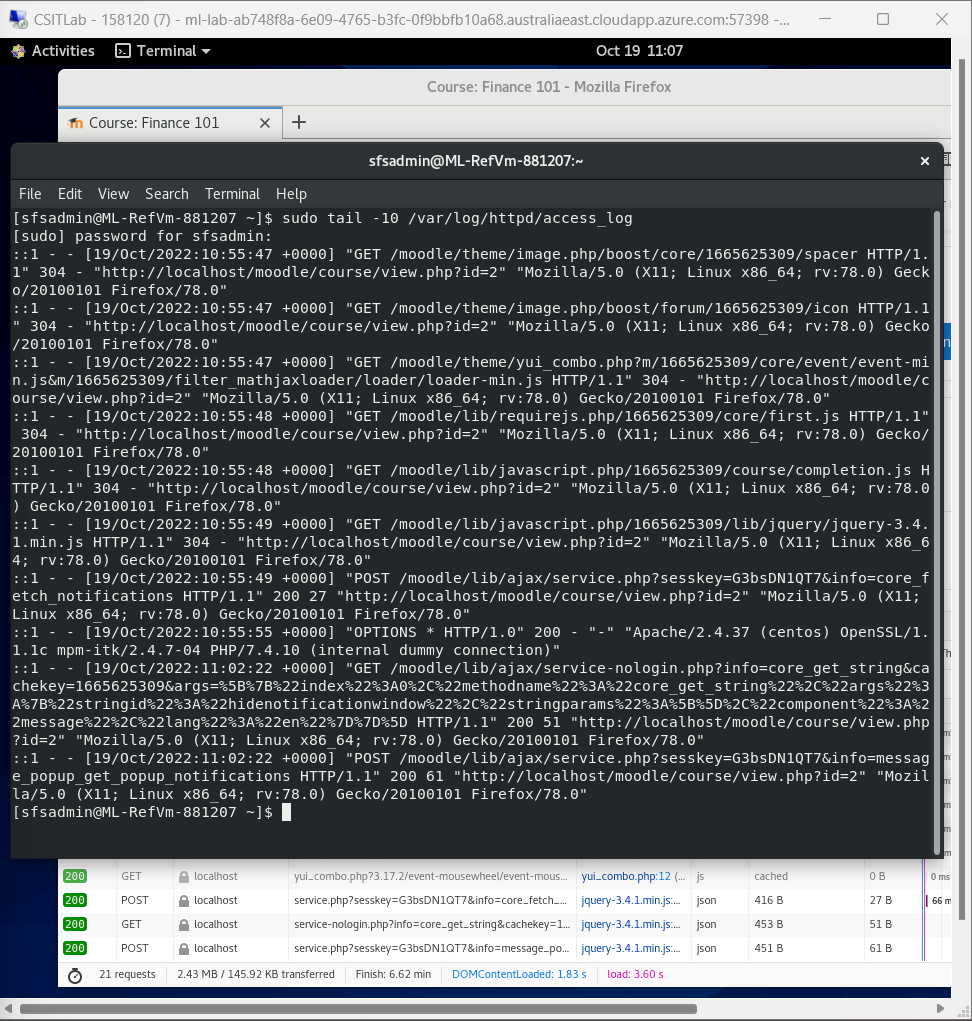 CSITLab - 158120 (7) - ml-lab-ab748f8a-6e09-4765-b3fc-0f9bbfb10a68.australiaeast.cloudapp.azure.com:57398 -...
Activities Terminal Oct 19 11:07
Course: Finance 101 - Mozilla Firefox
Course: Finance 101
sfsadmin@ML-RefVm-881207:~
File Edit View Search Terminal Help
[sfsadmin@ML-RefVm-881207 ~]$ sudo tail -10 /var/log/httpd/access_log
[sudo] password for sfsadmin:
::1 - - [19/Oct/2022:10:55:47 +0000] "GET /moodle/theme/image.php/boost/core/1665625309/spacer HTTP/1.
1" 304 - "http://localhost/moodle/course/view.php?id=2" "Mozilla/5.0 (X11; Linux x86_64; rv:78.0) Geck
o/20100101 Firefox/78.0"
::1 - - [19/Oct/2022:10:55:47 +0000] "GET /moodle/theme/image.php/boost/forum/1665625309/icon HTTP/1.1
" 304 - "http://localhost/moodle/course/view.php?id=2" "Mozilla/5.0 (X11; Linux x86_64; rv:78.0) Gecko
/20100101 Firefox/78.0"
::1 - - [19/Oct/2022:10:55:47 +0000] "GET /moodle/theme/yui_combo.php?m/1665625309/core/event/event-mi
n.js&m/1665625309/filter_mathjaxloader/loader/loader-min.js HTTP/1.1" 304 - "http://localhost/moodle/c
ourse/view.php?id=2" "Mozilla/5.0 (X11; Linux x86_64; rv:78.0) Gecko/20100101 Firefox/78.0"
::1 - - [19/Oct/2022:10:55:48 +0000] "GET /moodle/lib/requirejs.php/1665625309/core/first.js HTTP/1.1"
304 - "http://localhost/moodle/course/view.php?id=2" "Mozilla/5.0 (X11; Linux x86_64; rv:78.0) Gecko/
20100101 Firefox/78.0"
::1 - - [19/Oct/2022:10:55:48 +0000] "GET /moodle/lib/javascript.php/1665625309/course/completion.js H
TTP/1.1" 304 - "http://localhost/moodle/course/view.php?id=2" "Mozilla/5.0 (X11; Linux x86_64; rv:78.0
) Gecko/20100101 Firefox/78.0"
::1 - - [19/Oct/2022:10:55:49 +0000] "GET /moodle/lib/javascript.php/1665625309/lib/jquery/jquery-3.4.
1.min.js HTTP/1.1" 304 - "http://localhost/moodle/course/view.php?id=2" "Mozilla/5.0 (X11; Linux x86_6
4; rv:78.0) Gecko/20100101 Firefox/78.0"
::1 - - [19/Oct/2022:10:55:49 +0000] "POST /moodle/lib/ajax/service.php?sesskey=G3bsDN1QT7&info=core_f
etch_notifications HTTP/1.1" 200 27 "http://localhost/moodle/course/view.php?id=2" "Mozilla/5.0 (X11;
Linux x86_64; rv:78.0) Gecko/20100101 Firefox/78.0"
::1 - - [19/Oct/2022:10:55:55 +0000] "OPTIONS * HTTP/1.0" 200 - "-" "Apache/2.4.37 (centos) OpenSSL/1.
1.1c mpm-itk/2.4.7-04 PHP/7.4.10 (internal dummy connection)"
::1 - - [19/Oct/2022:11:02:22 +0000] "GET /moodle/lib/ajax/service-nologin.php?info=core_get_string&ca
chekey=1665625309&args=%5B%7B%22index%22%3A0%2C%22methodname%22%3A%22core_get_string%22%2C%22args%22%3
A%7B%22stringid%22%3A%22hidenotificationwindow%22%2C%22stringparams%22%3A%5B%5D%2C%22component%22%3A%2
2message%22%2C%22lang%22%3A%22en%22%7D%7D%5D HTTP/1.1" 200 51 "http://localhost/moodle/course/view.php
?id=2" "Mozilla/5.0 (X11; Linux x86_64; rv:78.0) Gecko/20100101 Firefox/78.0"
::1 - - [19/Oct/2022:11:02:22 +0000] "POST /moodle/lib/ajax/service.php?sesskey=G3bsDN1QT7&info=messag
e_popup_get_popup_notifications HTTP/1.1" 200 61 "http://localhost/moodle/course/view.php?id=2" "Mozil
la/5.0 (X11; Linux x86_64; rv:78.0) Gecko/20100101 Firefox/78.0"
[sfsadmin@ML-RefVm-881207 ~]$
200 GET localhost yui_combo.php?3.17.2/event-mousewheel/event-mous... yui_combo.php:12 (... js cached 0 B 0 ms
200 POST localhost service.php?sesskey=G3bsDN1QT7&info=core_fetch_... jquery-3.4.1.min.js:... json 416 B 27 B 66 m
200 GET localhost service-nologin.php?info=core_get_string&cachekey=1... jquery-3.4.1.min.js:... json 453 B 51 B
200 POST localhost service.php?sesskey=G3bsDN1QT7&info=message_po... jquery-3.4.1.min.js:... json 451 B 61 B
21 requests 2.43 MB / 145.92 KB transferred Finish: 6.62 min DOMContentLoaded: 1.83 s load: 3.60 s